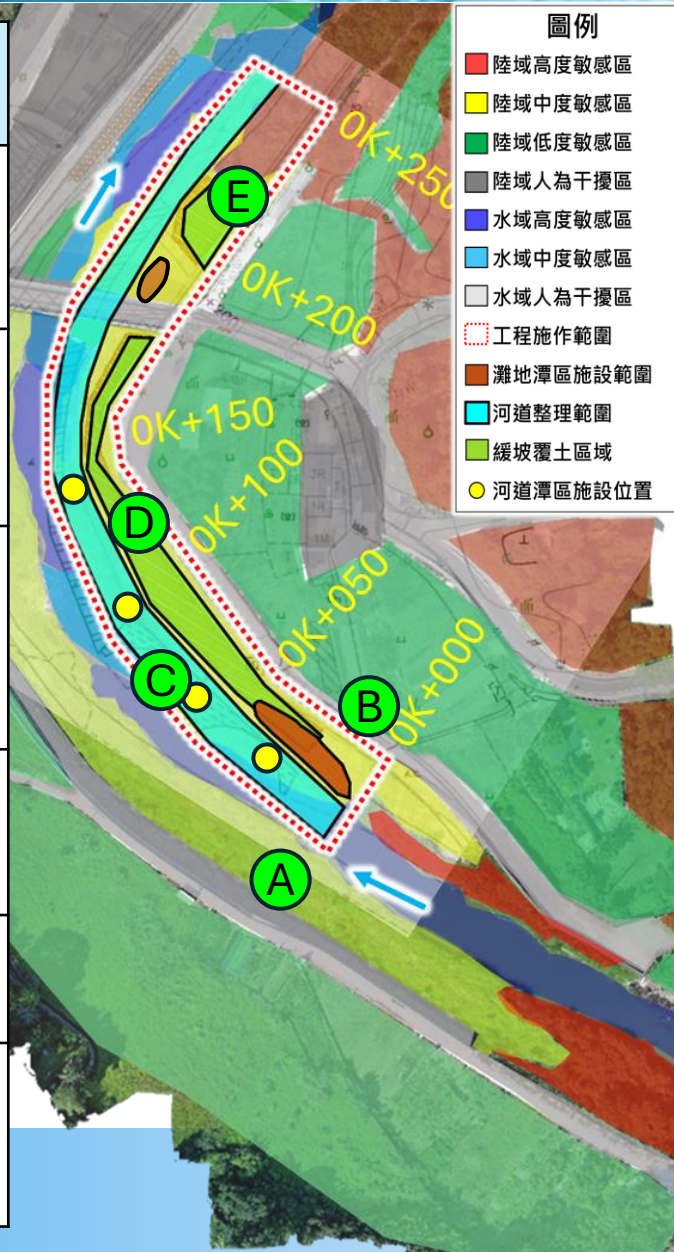 圖例
陸域高度敏感區
陸域中度敏感區
陸域低度敏感區
陸域人為干擾區
水域高度敏感區
水域中度敏感區
水域人為干擾區
工程施作範圍
灘地潭區施設範圍
河道整理範圍
緩坡覆土區域
河道潭區施設位置
0K+250
E
0K+200
0K+150
0K+100
D
0K+050
0K+000
C
B
A